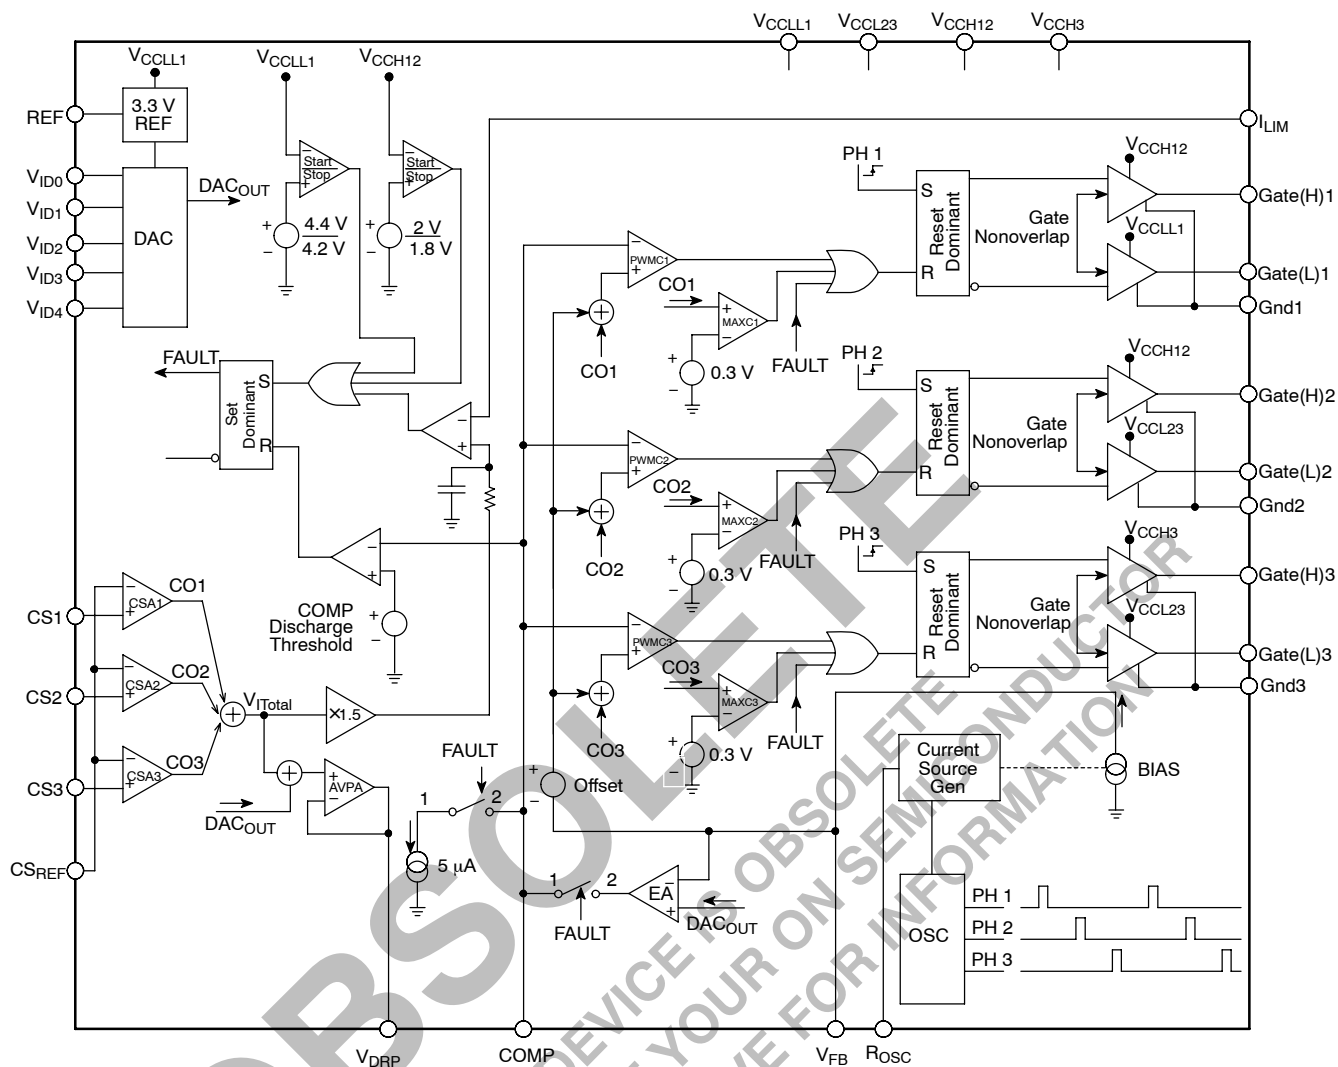 VCCLL1
VCCL23
VCCH12
VCCH3
VCCLL1
VCCLL1
VCCH12
REF
3.3 V
REF
ILIM
VID0
VID1
VID2
VID3
VID4
DAC
DACOUT
−
Start
Stop
+
−
Start
Stop
+
+
−
4.4 V
4.2 V
+
−
2 V
1.8 V
PH 1
S
R
Reset
Dominant
Gate
Nonoverlap
VCCH12
VCCLL1
Gate(H)1
Gate(L)1
Gnd1
−
PWMC1
+
+
CO1
CO1
+
MAXC1
−
+
−
0.3 V
FAULT
FAULT
Set
Dominant
S
R
−
+
PH 2
S
R
Reset
Dominant
Gate
Nonoverlap
VCCH12
VCCL23
Gate(H)2
Gate(L)2
Gnd2
−
PWMC2
+
+
CO2
CO2
+
MAXC2
−
+
−
0.3 V
FAULT
−
+
+
−
COMP
Discharge
Threshold
PH 3
S
R
Reset
Dominant
Gate
Nonoverlap
VCCH3
VCCL23
Gate(H)3
Gate(L)3
Gnd3
−
PWMC3
+
+
CO3
CO3
+
MAXC3
−
+
−
0.3 V
FAULT
CS1
CS2
CS3
CSREF
−
CSA1
+
CO1
−
CSA2
+
CO2
−
CSA3
+
CO3
+
VITotal
×1.5
+
DACOUT
+
AVPA
−
FAULT
1
2
5 μA
+
−
Offset
1
2
FAULT
EA
−
+
DACOUT
Current
Source
Gen
BIAS
OSC
PH 1
PH 2
PH 3
VDRP
COMP
VFB
ROSC
OBSOLETE
DEVICE IS OBSOLETE
YOUR ON SEMICONDUCTOR
FOR INFORMATION